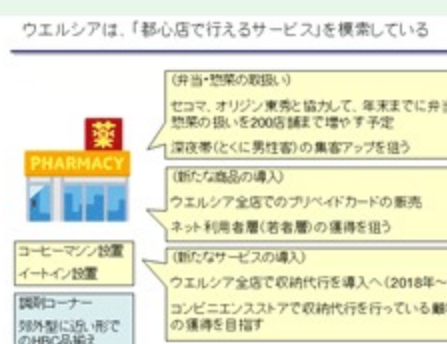 ウエルシアは、「都心店で行えるサービス」を模索している
(弁当・惣菜の取扱い)
セコマ、オリジン東秀と協力して、年末までに弁当
惣菜の扱いを200店舗まで増やす予定
深夜帯(とくに男性客)の集客アップを狙う
薬
PHARMACY
(新たな商品の導入)
ウエルシア全店でのプリペイドカードの販売
ネット利用者層(若者層)の獲得を狙う
コーヒーマシン設置
イートイン設置
(新たなサービスの導入)
ウエルシア全店で収納代行を導入へ(2018年~
コンビニエンスストアで収納代行を行っている顧
の獲得を目指す
調剤コーナー
郊外型に近い形で
のHBC品揃え